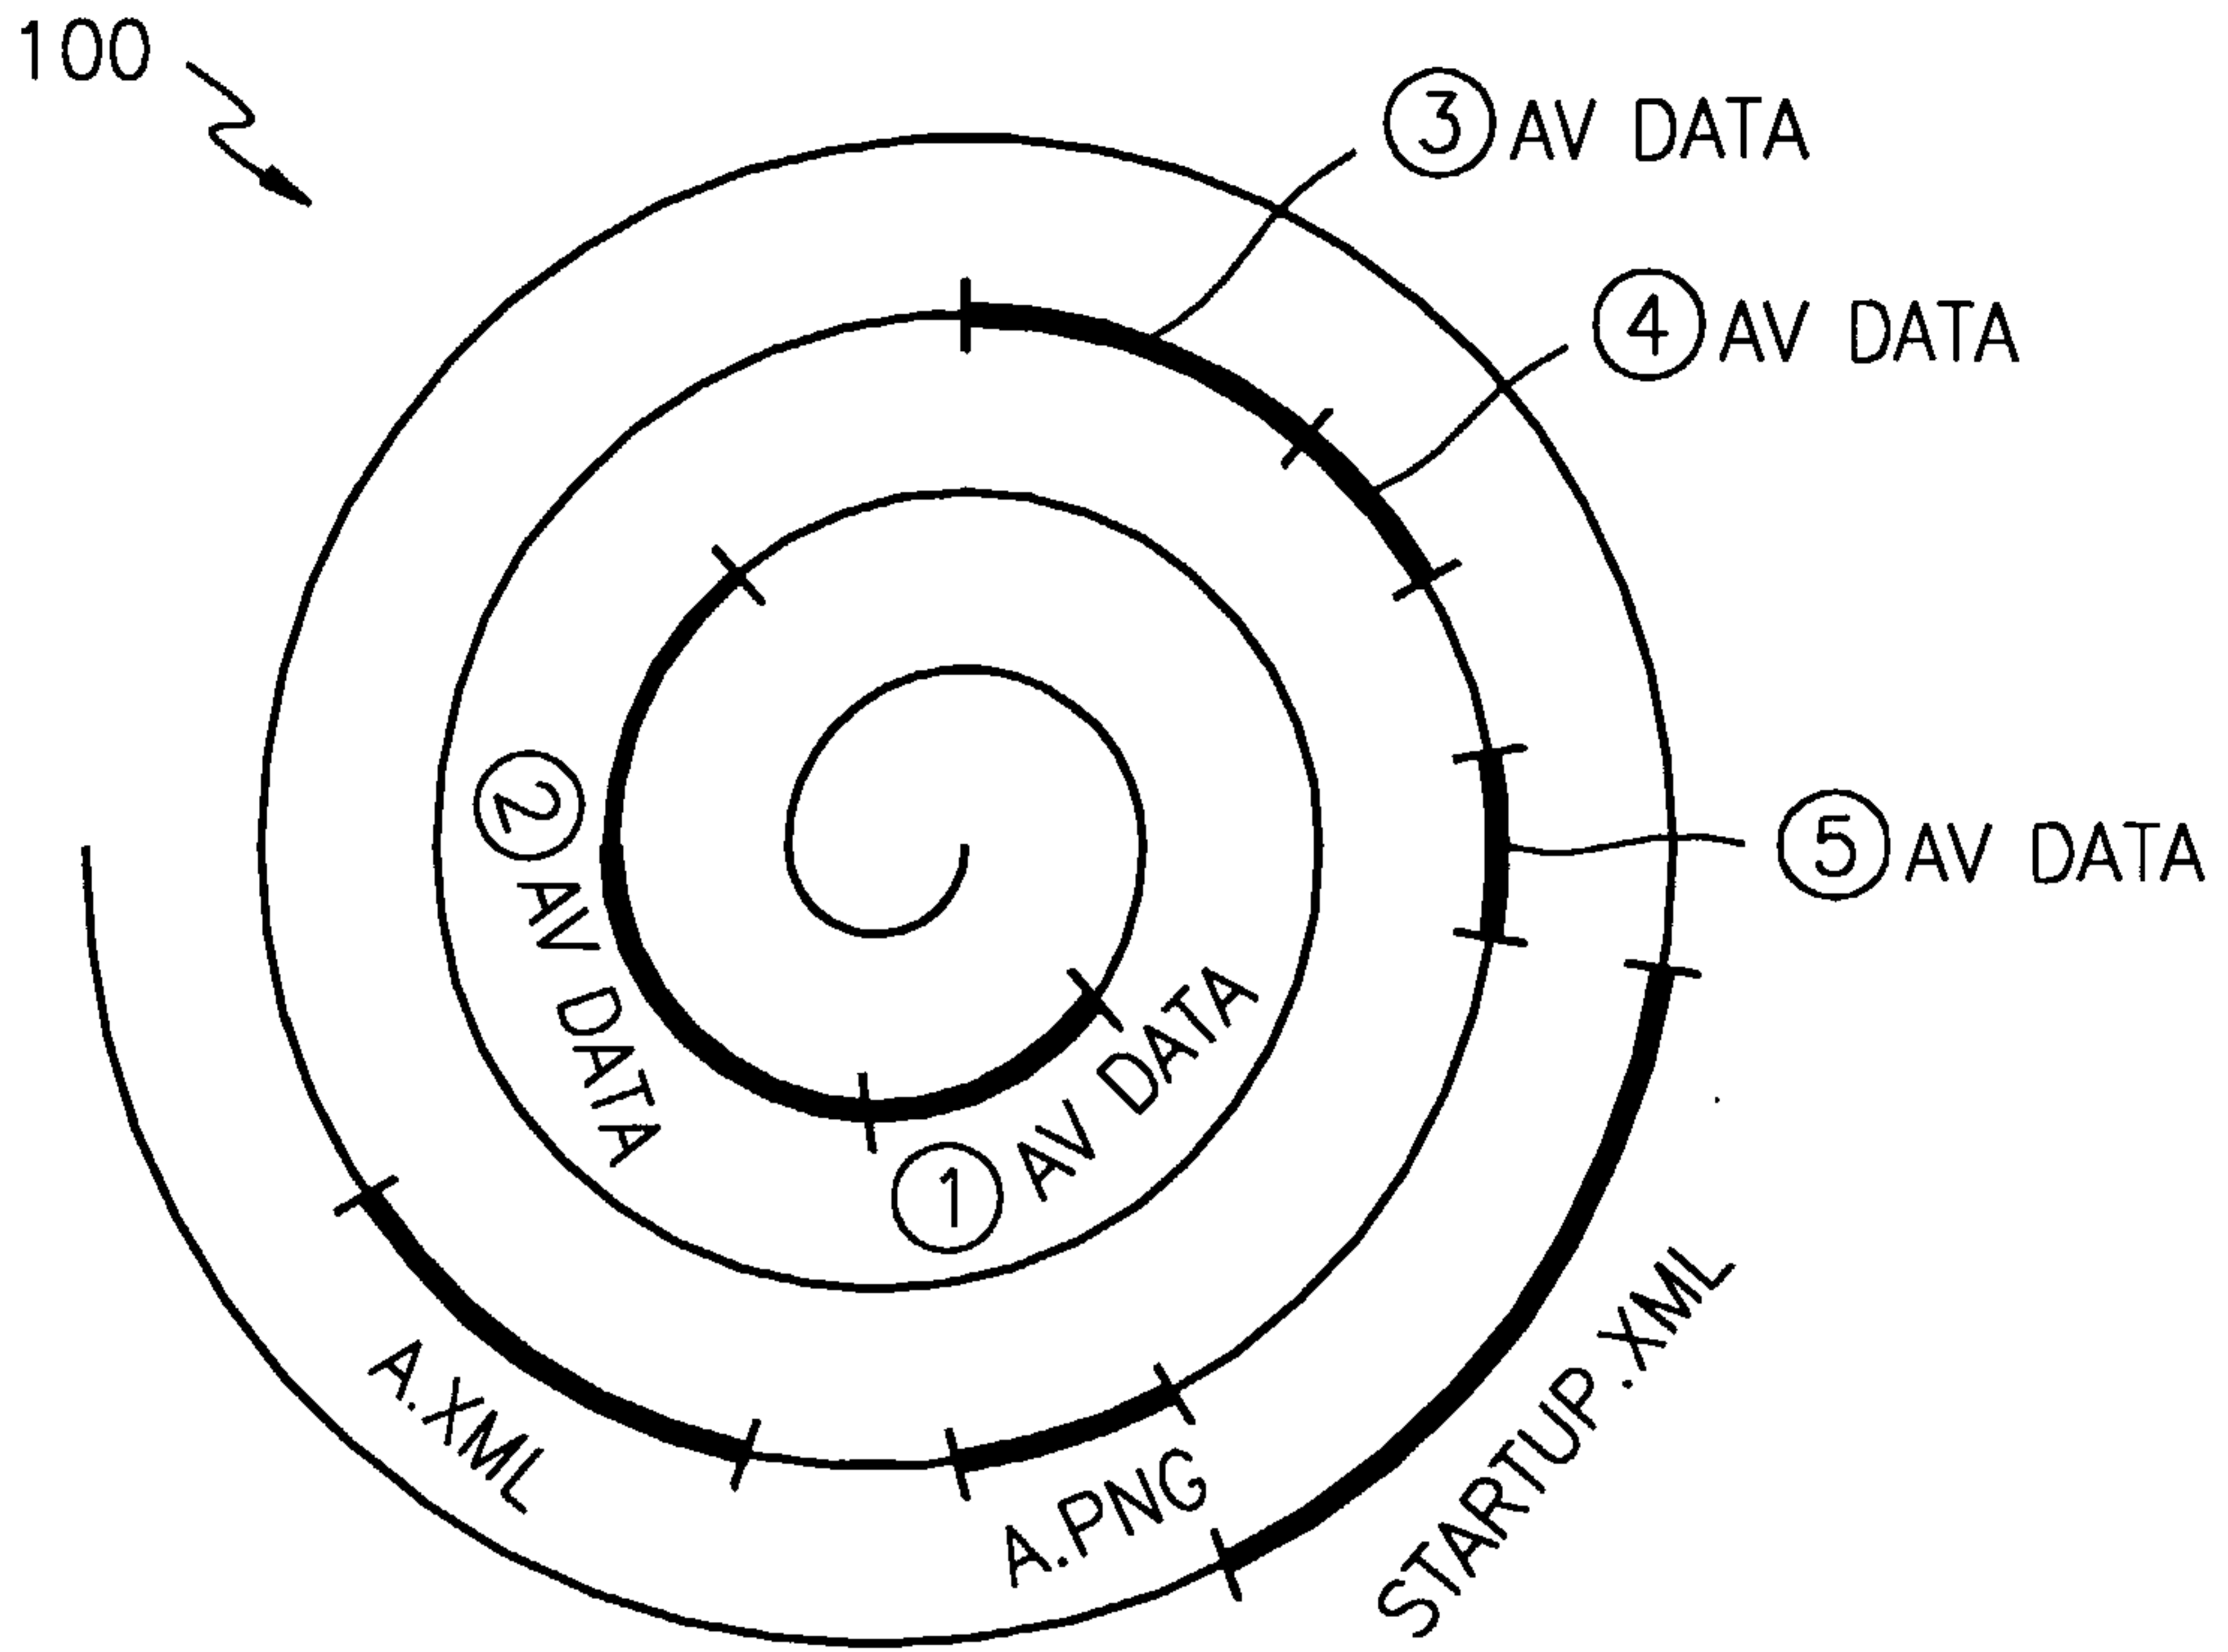 100
③ AV DATA
④ AV DATA
② AV DATA
⑤ AV DATA
① AV DATA
A.XML
A.PNG
STARTUP.XML